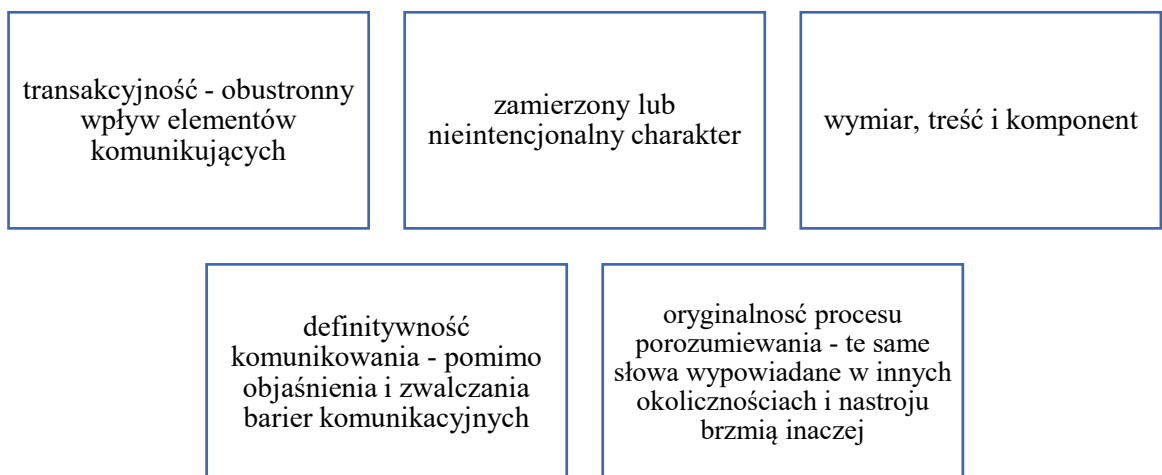 transakcyjność - obustronny
wpływ elementów
komunikujących
zamierzony lub
nieintencjonalny charakter
wymiar, treść i komponent
definitywność
komunikowania - pomimo
objaśnienia i zwalczania
barier komunikacyjnych
oryginalnosć procesu
porozumiewania - te same
słowa wypowiadane w innych
okolicznościach i nastroju
brzmią inaczej